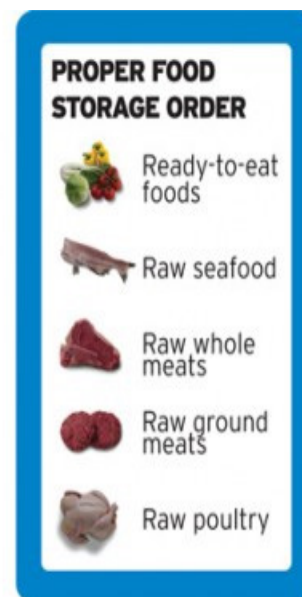 PROPER FOOD
STORAGE ORDER
Ready-to-eat
foods
Raw seafood
Raw whole
meats
Raw ground
meats
Raw poultry